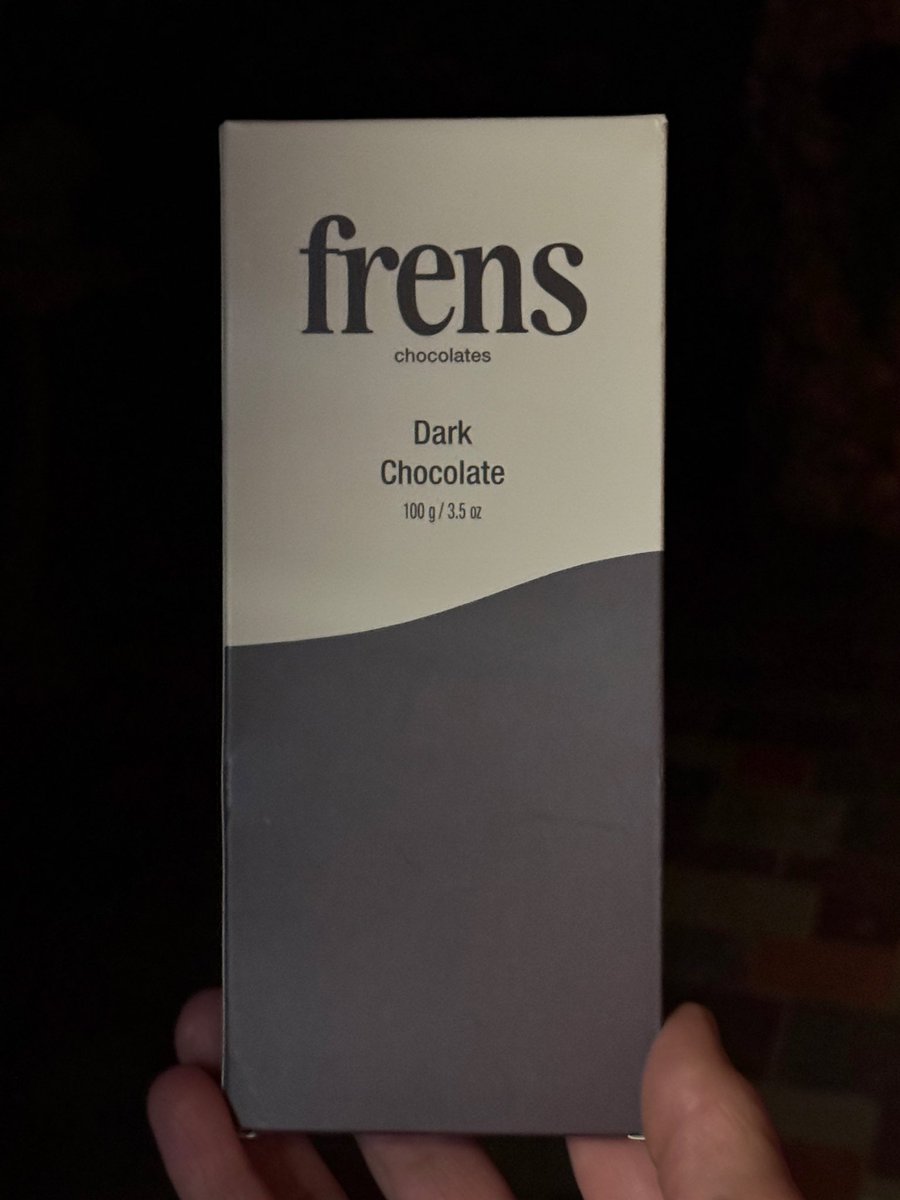 frens
chocolates
Dark
Chocolate
100 g / 3.5 oz